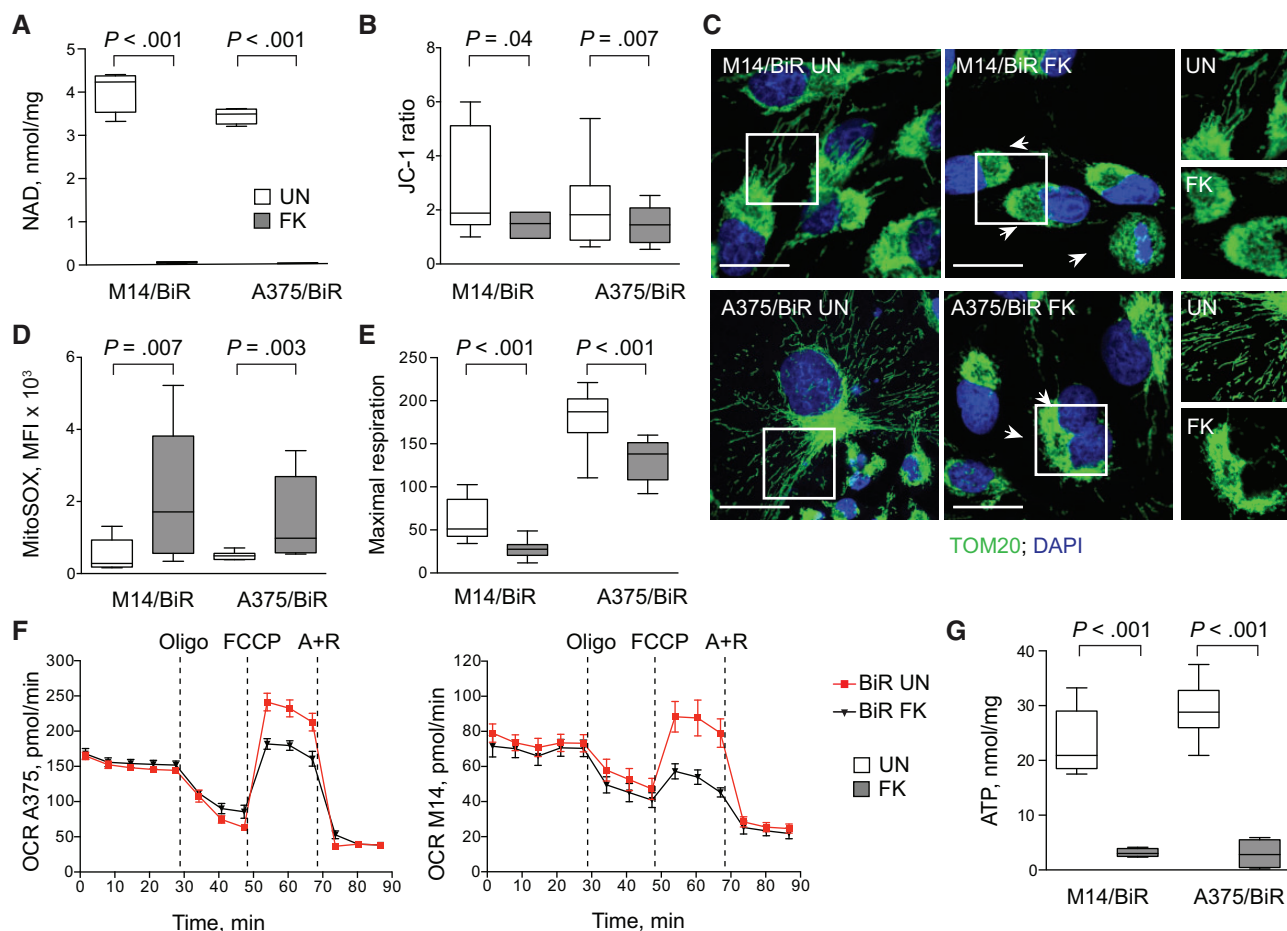 A
P < .001
P < .001
NAD, nmol/mg
5
4
3
2
1
0
UN
FK
M14/BiR
A375/BiR
B
P = .04
P = .007
JC-1 ratio
8
6
4
2
0
M14/BiR
A375/BiR
C
M14/BiR UN
M14/BiR FK
UN
FK
A375/BiR UN
A375/BiR FK
UN
FK
TOM20; DAPI
D
P = .007
P = .003
MitoSOX, MFI x 10³
6
4
2
0
M14/BiR
A375/BiR
E
P < .001
P < .001
Maximal respiration
250
200
150
100
50
0
M14/BiR
A375/BiR
F
Oligo
FCCP
A+R
OCR A375, pmol/min
300
250
200
150
100
50
0
0 10 20 30 40 50 60 70 80 90
Time, min
Oligo
FCCP
A+R
OCR M14, pmol/min
120
100
80
60
40
20
0
0 10 20 30 40 50 60 70 80 90
Time, min
BiR UN
BiR FK
UN
FK
G
P < .001
P < .001
ATP, nmol/mg
40
30
20
10
0
M14/BiR
A375/BiR